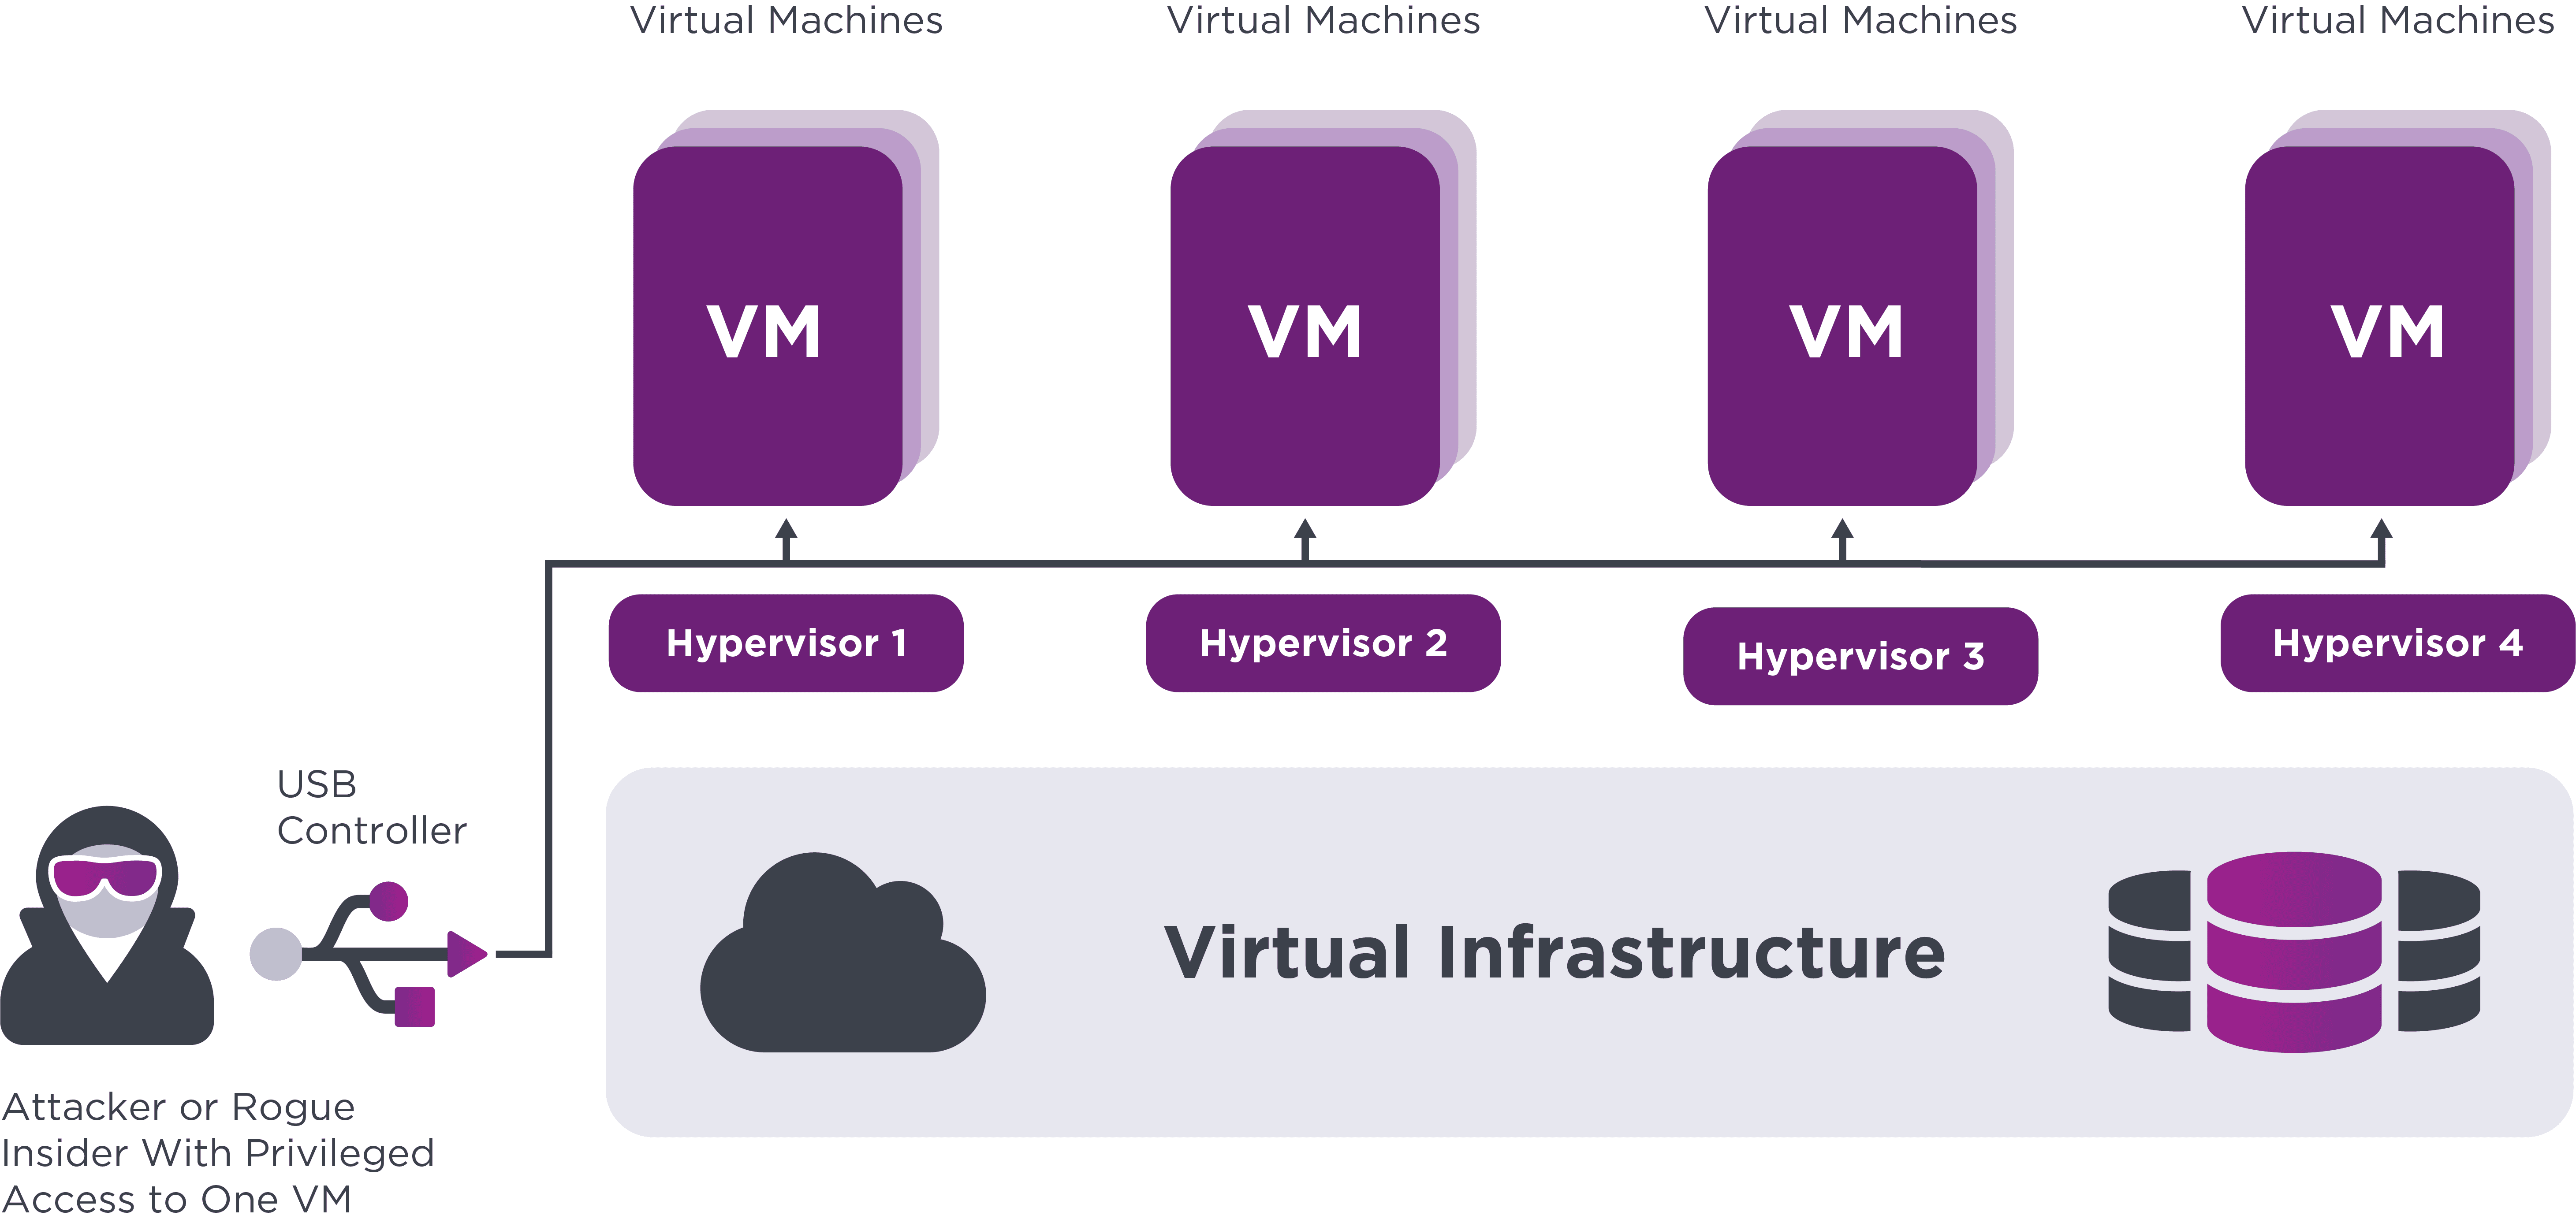 Virtual Machines
Virtual Machines
Virtual Machines
Virtual Machines
VM
VM
VM
VM
Hypervisor 1
Hypervisor 2
Hypervisor 3
Hypervisor 4
USB
Controller
Virtual Infrastructure
Attacker or Rogue
Insider With Privileged
Access to One VM